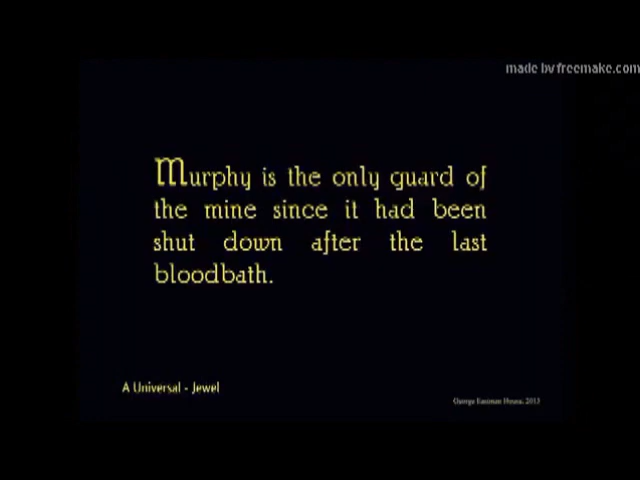 made by freemake.com
Murphy is the only guard of
the mine since it had been
shut down after the last
bloodbath.
A Universal - Jewel
George Eastman House, 2013